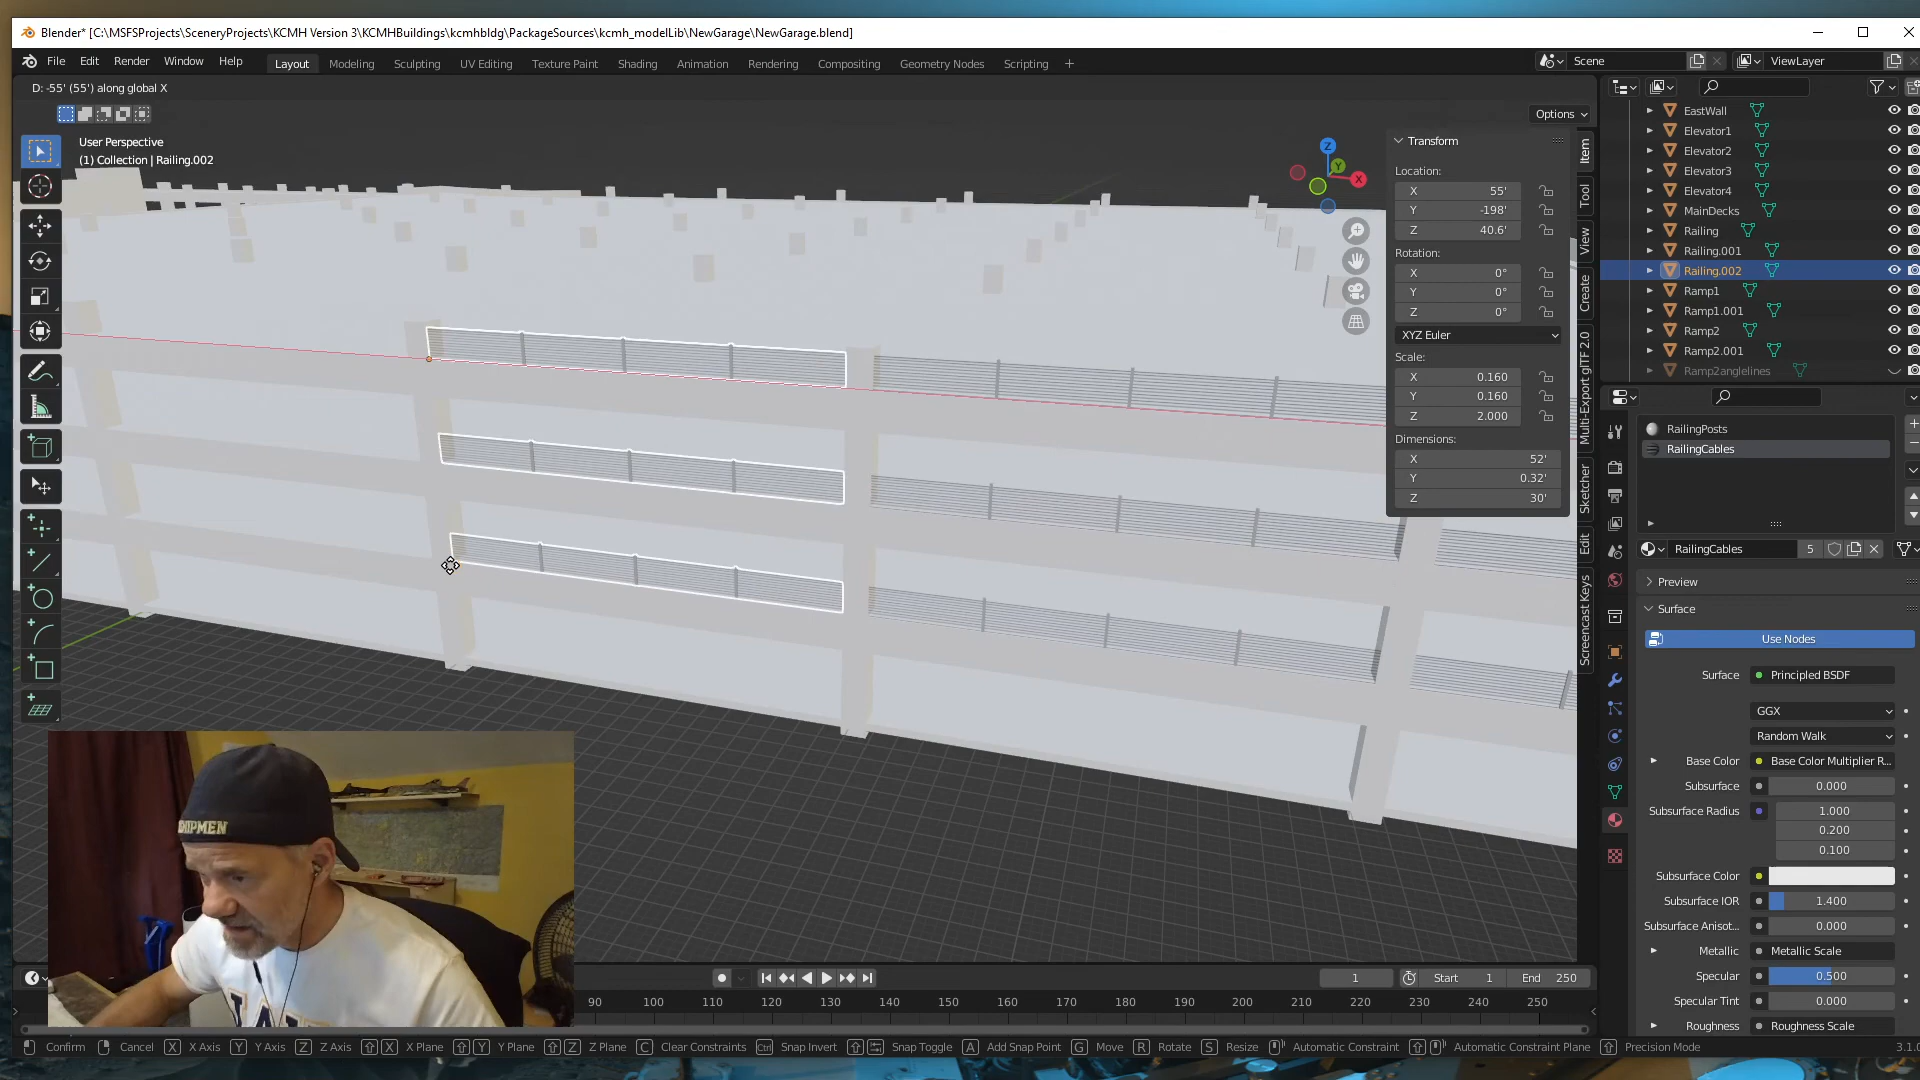 Blender* [C:\MSFSProjects\SceneryProjects\KCMH Version 3\KCMHBuildings\kcmhbldg\PackageSources\kcmh_modelLib\NewGarage\NewGarage.blend]
File Edit Render Window Help Layout Modeling Sculpting UV Editing Texture Paint Shading Animation Rendering Compositing Geometry Nodes Scripting + Scene ViewLayer
D: -55' (55') along global X
Options
User Perspective
(1) Collection | Railing.002
Z
Y
X
Transform
Location:
X 55'
Y -198'
Z 40.6'
Rotation:
X 0°
Y 0°
Z 0°
XYZ Euler
Scale:
X 0.160
Y 0.160
Z 2.000
Dimensions:
X 52'
Y 0.32'
Z 30'
Item
Tool
View
Create
Multi-Export glTF 2.0
Sketcher
Edit
Screencast Keys
EastWall
Elevator1
Elevator2
Elevator3
Elevator4
MainDecks
Railing
Railing.001
Railing.002
Ramp1
Ramp1.001
Ramp2
Ramp2.001
Ramp2anglelines
RailingPosts
RailingCables
RailingCables 5
Preview
Surface
Use Nodes
Surface Principled BSDF
GGX
Random Walk
Base Color Base Color Multiplier R...
Subsurface 0.000
Subsurface Radius 1.000
0.200
0.100
Subsurface Color
Subsurface IOR 1.400
Subsurface Anisot... 0.000
Metallic Metallic Scale
Specular 0.500
Specular Tint 0.000
Roughness Roughness Scale
1 Start 1 End 250
90 100 110 120 130 140 150 160 170 180 190 200 210 220 230 240 250
Confirm Cancel X X Axis Y Y Axis Z Z Axis X X Plane Y Y Plane Z Z Plane C Clear Constraints Ctrl Snap Invert Snap Toggle A Add Snap Point G Move R Rotate S Resize Automatic Constraint Automatic Constraint Plane Precision Mode 3.1.0